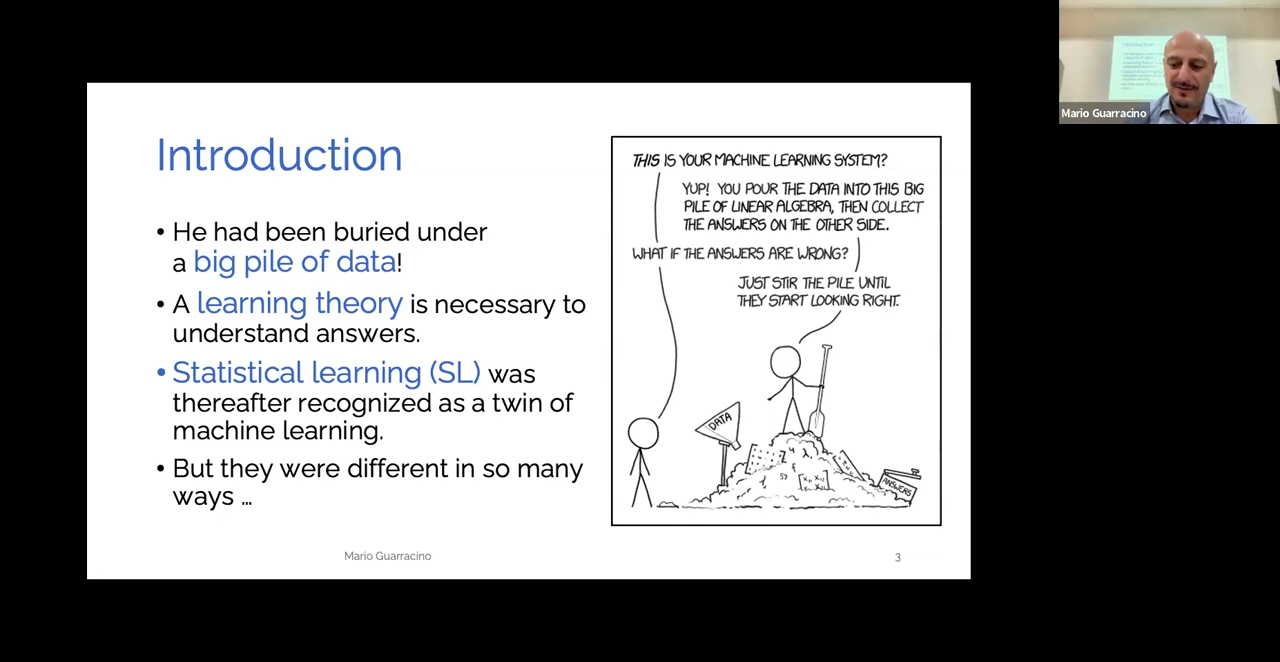 Introduction
• He had been buried under
a big pile of data!
• A learning theory is necessary to
understand answers.
• Statistical learning (SL) was
thereafter recognized as a twin of
machine learning.
• But they were different in so many
ways ...
THIS IS YOUR MACHINE LEARNING SYSTEM?
YUP! YOU POUR THE DATA INTO THIS BIG
PILE OF LINEAR ALGEBRA, THEN COLLECT
THE ANSWERS ON THE OTHER SIDE.
WHAT IF THE ANSWERS ARE WRONG?
JUST STIR THE PILE UNTIL
THEY START LOOKING RIGHT.
DATA
ANSWERS
Mario Guarracino
3
Mario Guarracino
Introduction